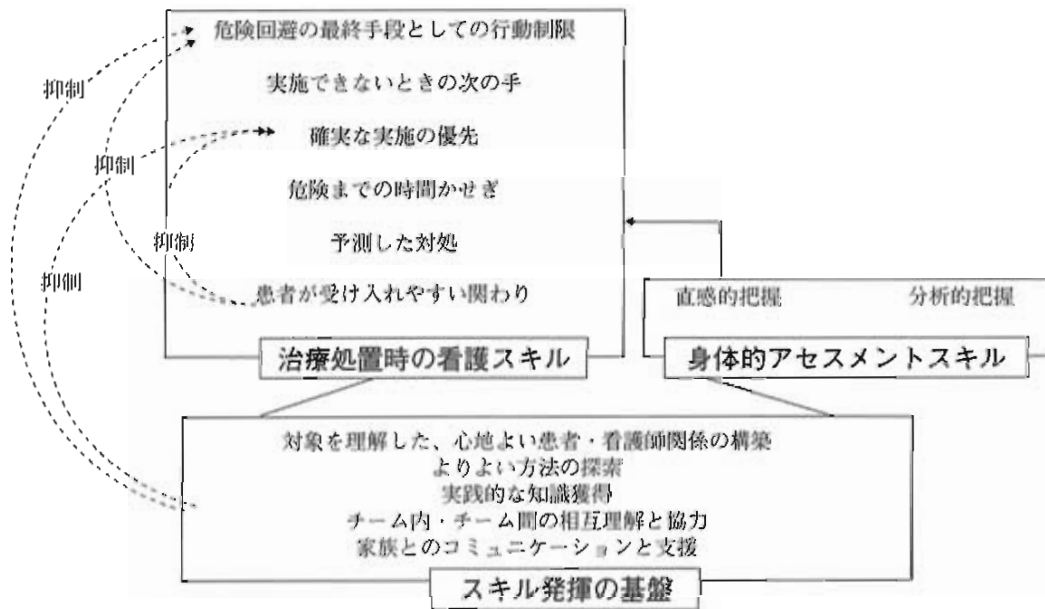 危険回避の最終手段としての行動制限
抑制
実施できないときの次の手
確実な実施の優先
抑制
危険までの時間かせぎ
予測した対処
抑制
抑制
患者が受け入れやすい関わり
直感的把握 分析的把握
治療処置時の看護スキル
身体的アセスメントスキル
対象を理解した、心地よい患者・看護師関係の構築
よりよい方法の探索
実践的な知識獲得
チーム内・チーム間の相互理解と協力
家族とのコミュニケーションと支援
スキル発揮の基盤